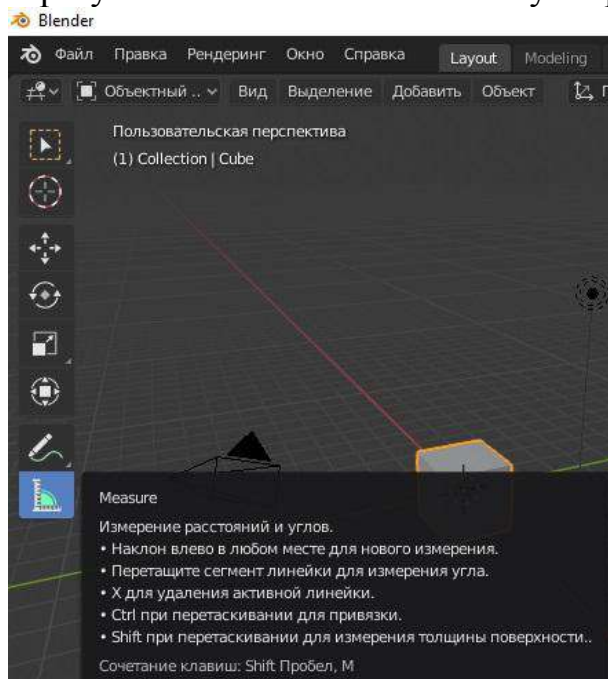 Blender
Файл Правка Рендеринг Окно Справка Layout Modeling
Объектный .. Вид Выделение Добавить Объект
Пользовательская перспектива
(1) Collection | Cube
Measure
Измерение расстояний и углов.
• Наклон влево в любом месте для нового измерения.
• Перетащите сегмент линейки для измерения угла.
• X для удаления активной линейки.
• Ctrl при перетаскивании для привязки.
• Shift при перетаскивании для измерения толщины поверхности..
Сочетание клавиш: Shift Пробел, M